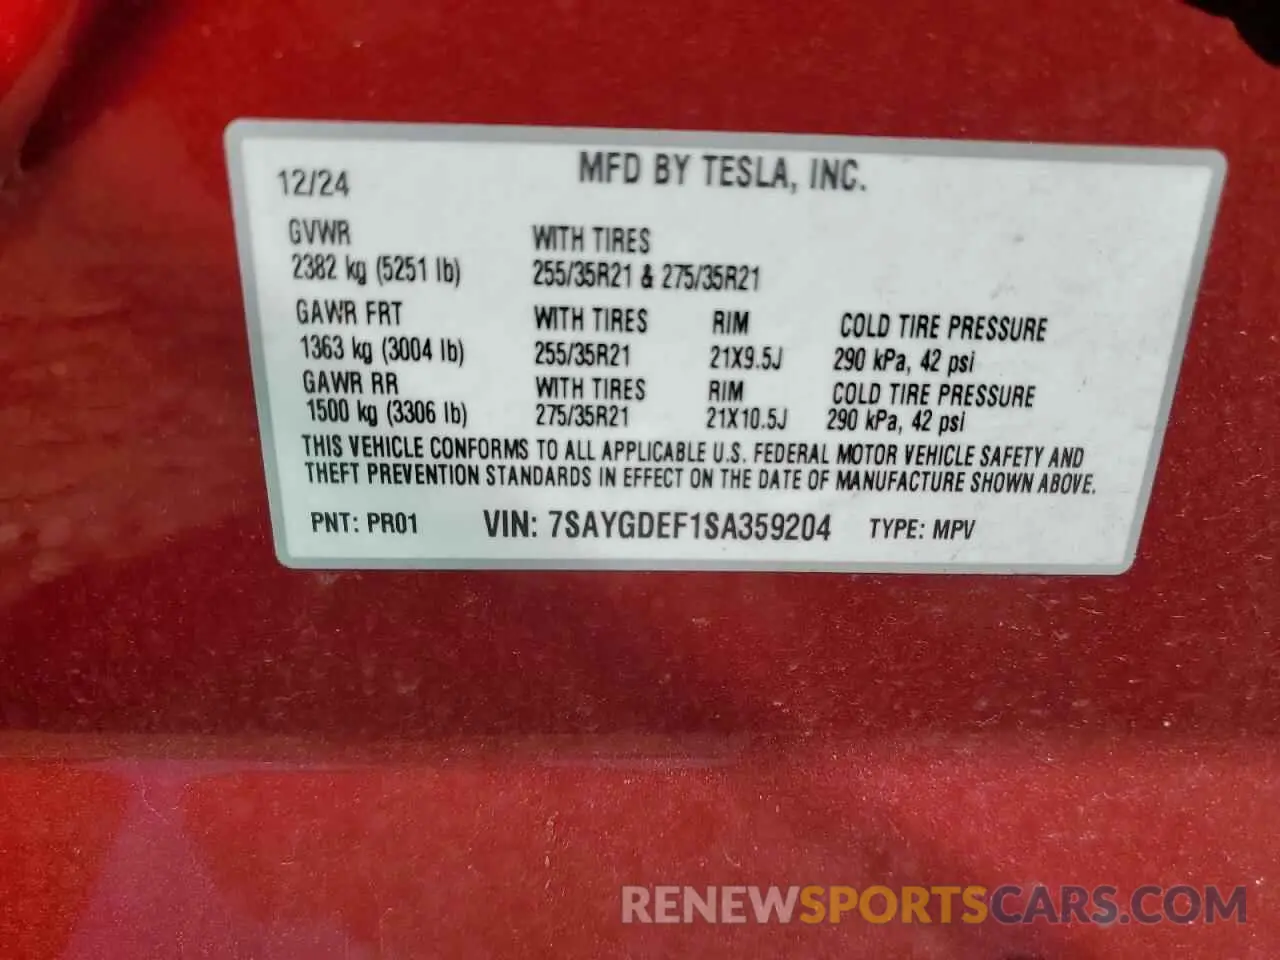 12/24 MFD BY TESLA, INC.
GVWR WITH TIRES
2382 kg (5251 lb) 255/35R21 & 275/35R21
GAWR FRT WITH TIRES RIM COLD TIRE PRESSURE
1363 kg (3004 lb) 255/35R21 21X9.5J 290 kPa, 42 psi
GAWR RR WITH TIRES RIM COLD TIRE PRESSURE
1500 kg (3306 lb) 275/35R21 21X10.5J 290 kPa, 42 psi
THIS VEHICLE CONFORMS TO ALL APPLICABLE U.S. FEDERAL MOTOR VEHICLE SAFETY AND
THEFT PREVENTION STANDARDS IN EFFECT ON THE DATE OF MANUFACTURE SHOWN ABOVE.
PNT: PR01 VIN: 7SAYGDEF1SA359204 TYPE: MPV
RENEWSPORTSCARS.COM